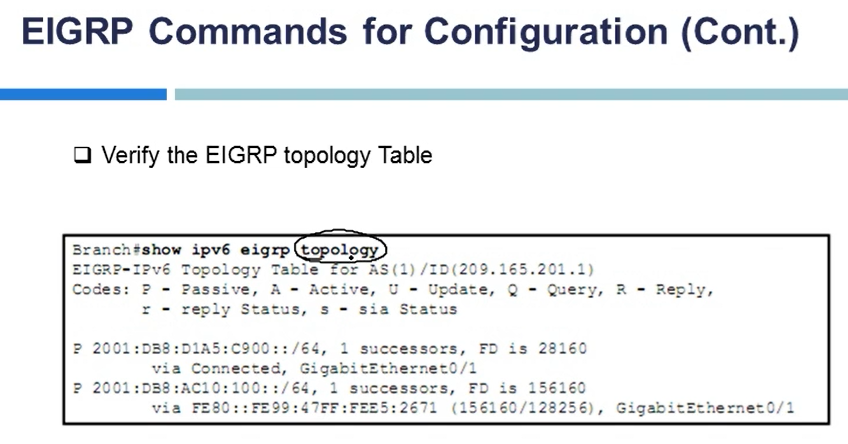 EIGRP Commands for Configuration (Cont.)
Verify the EIGRP topology Table
Branch#show ipv6 eigrp topology
EIGRP-IPv6 Topology Table for AS(1)/ID(209.165.201.1)
Codes: P - Passive, A - Active, U - Update, Q - Query, R - Reply,
r - reply Status, s - sia Status
P 2001:DB8:D1A5:C900::/64, 1 successors, FD is 28160
via Connected, GigabitEthernet0/1
P 2001:DB8:AC10:100::/64, 1 successors, FD is 156160
via FE80::FE99:47FF:FEE5:2671 (156160/128256), GigabitEthernet0/1